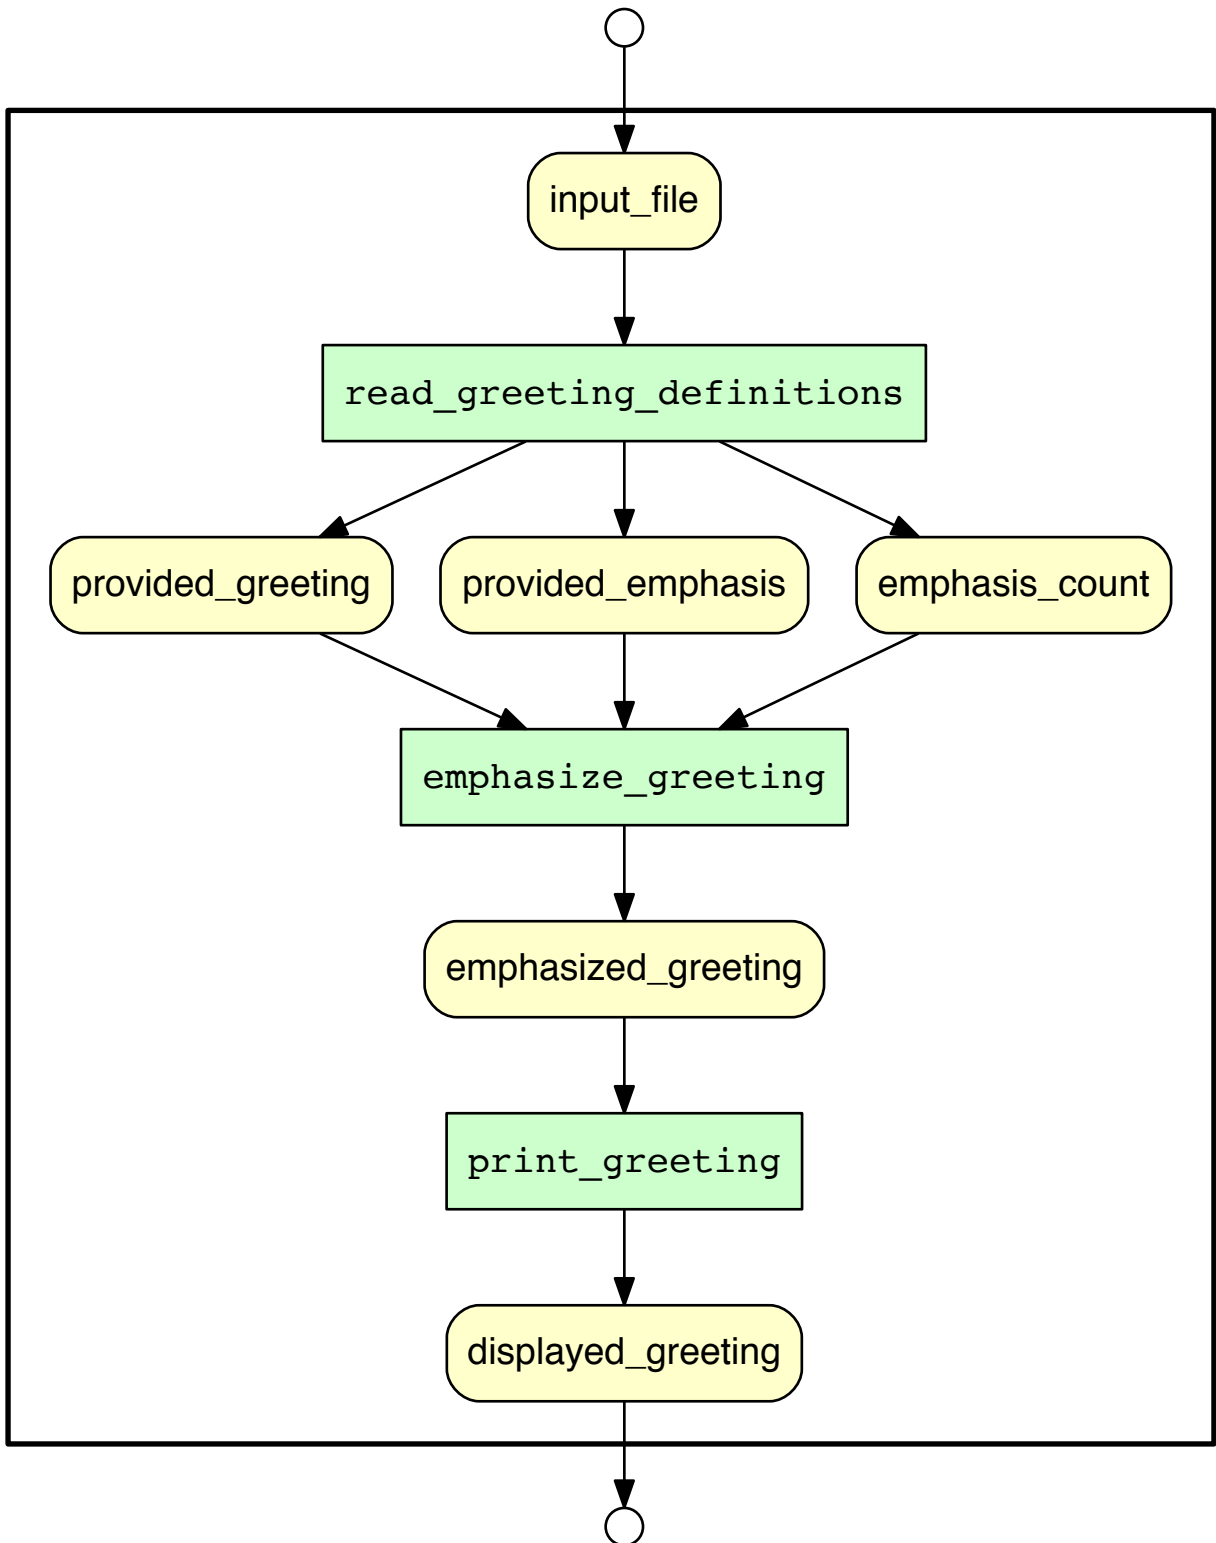 input_file
read_greeting_definitions
provided_greeting
provided_emphasis
emphasis_count
emphasize_greeting
emphasized_greeting
print_greeting
displayed_greeting